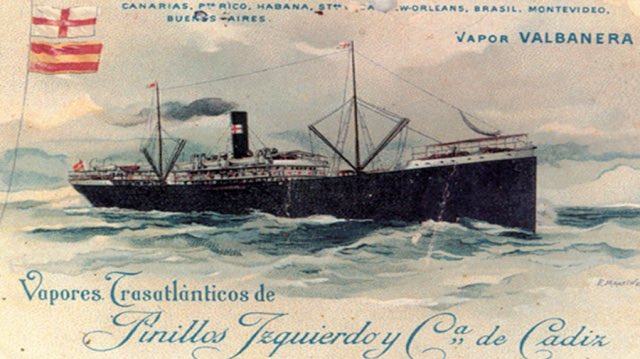 CANARIAS, Pto RICO, HABANA, ORLEANS, BRASIL, MONTEVIDEO,
BUENOS-AIRES.
VAPOR VALBANERA
Vapores Trasatlánticos de
Pinillos Izquierdo y Cª de Cadiz